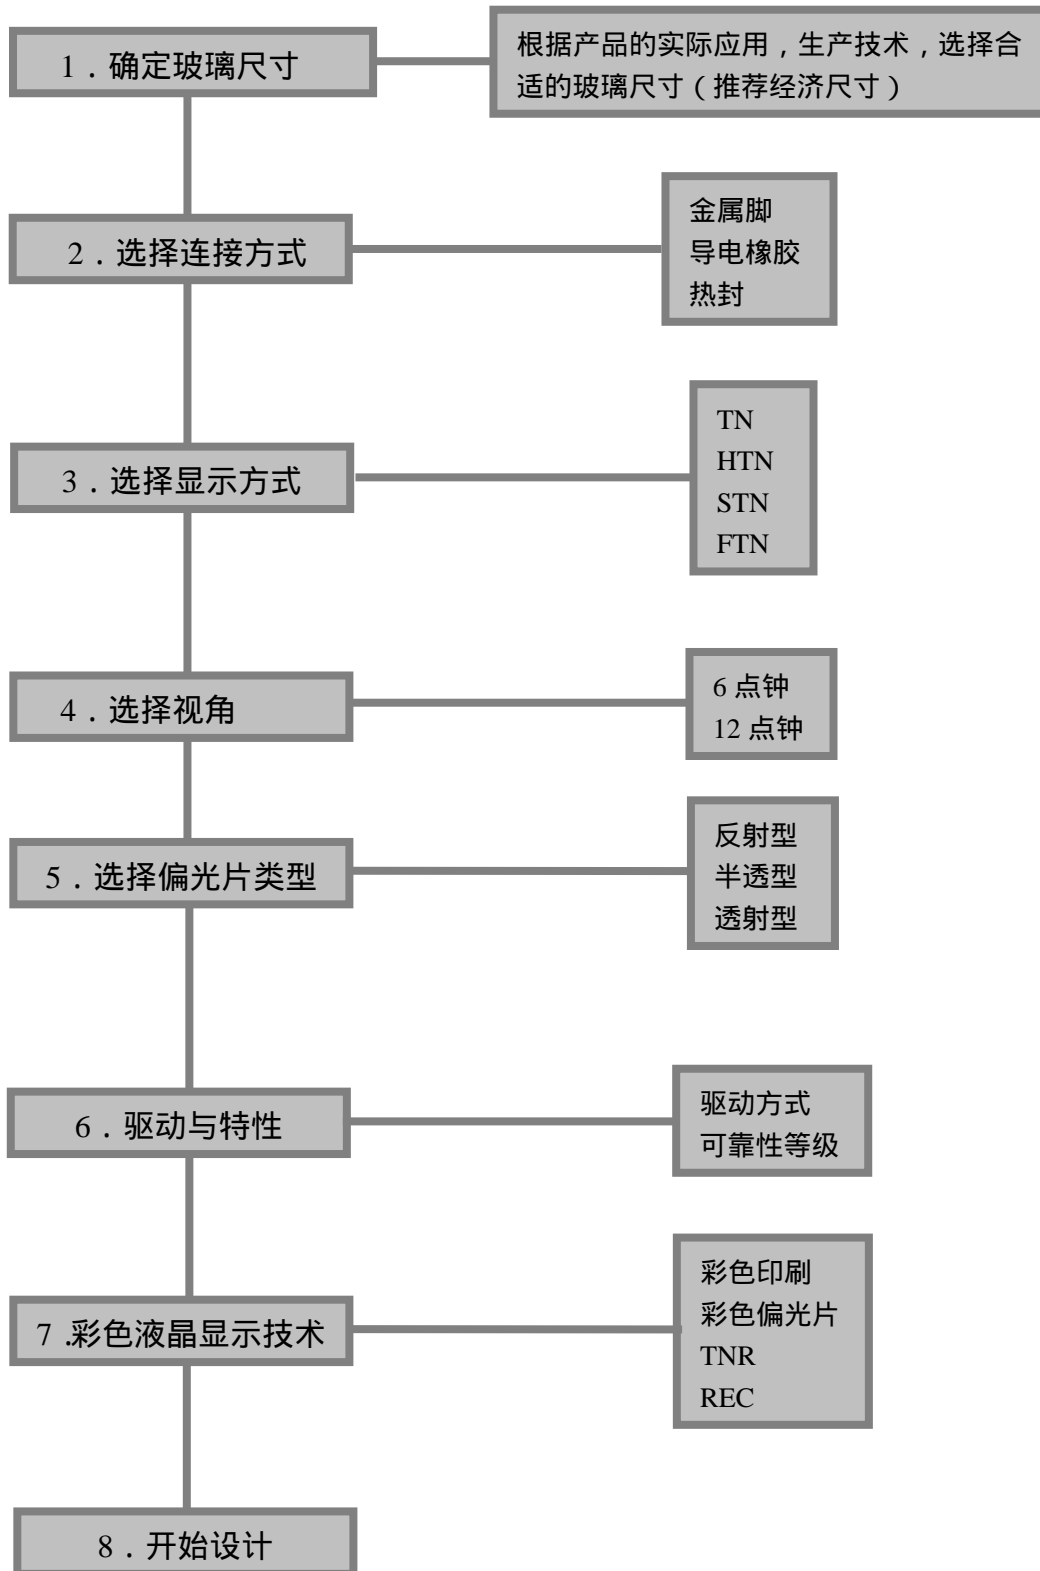 1．确定玻璃尺寸
根据产品的实际应用，生产技术，选择合
适的玻璃尺寸（推荐经济尺寸）
2．选择连接方式
金属脚
导电橡胶
热封
3．选择显示方式
TN
HTN
STN
FTN
4．选择视角
6 点钟
12 点钟
5．选择偏光片类型
反射型
半透型
透射型
6．驱动与特性
驱动方式
可靠性等级
7．彩色液晶显示技术
彩色印刷
彩色偏光片
TNR
REC
8．开始设计